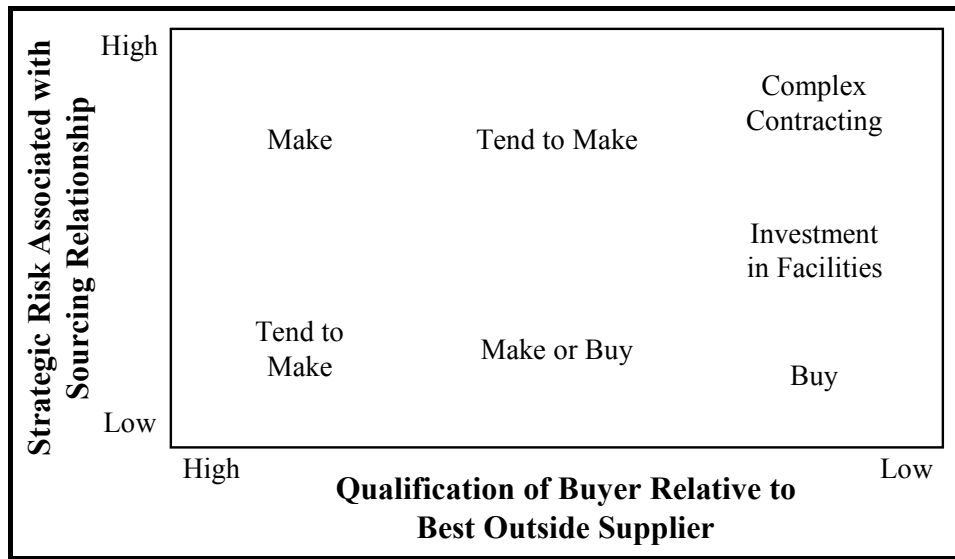 Strategic Risk Associated with
Sourcing Relationship
High
Complex
Contracting
Make
Tend to Make
Investment
in Facilities
Tend to
Make
Make or Buy
Buy
Low
High
Low
Qualification of Buyer Relative to
Best Outside Supplier